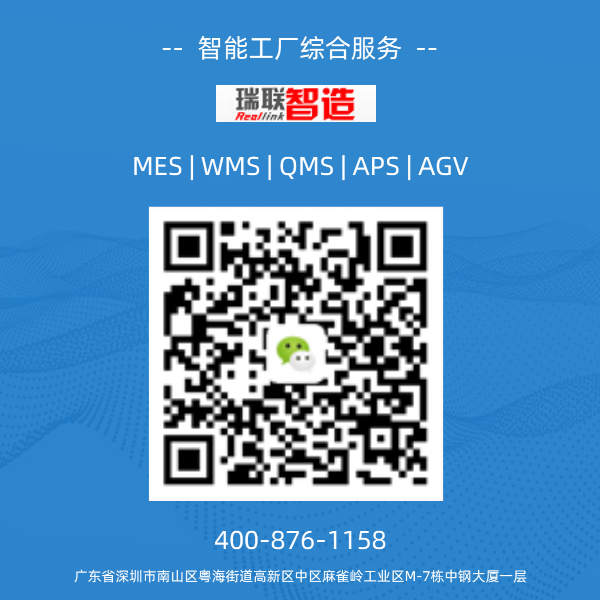 -- 智能工厂综合服务 --
瑞联智造
Reallink
MES | WMS | QMS | APS | AGV
400-876-1158
广东省深圳市南山区粤海街道高新区中区麻雀岭工业区M-7栋中钢大厦一层